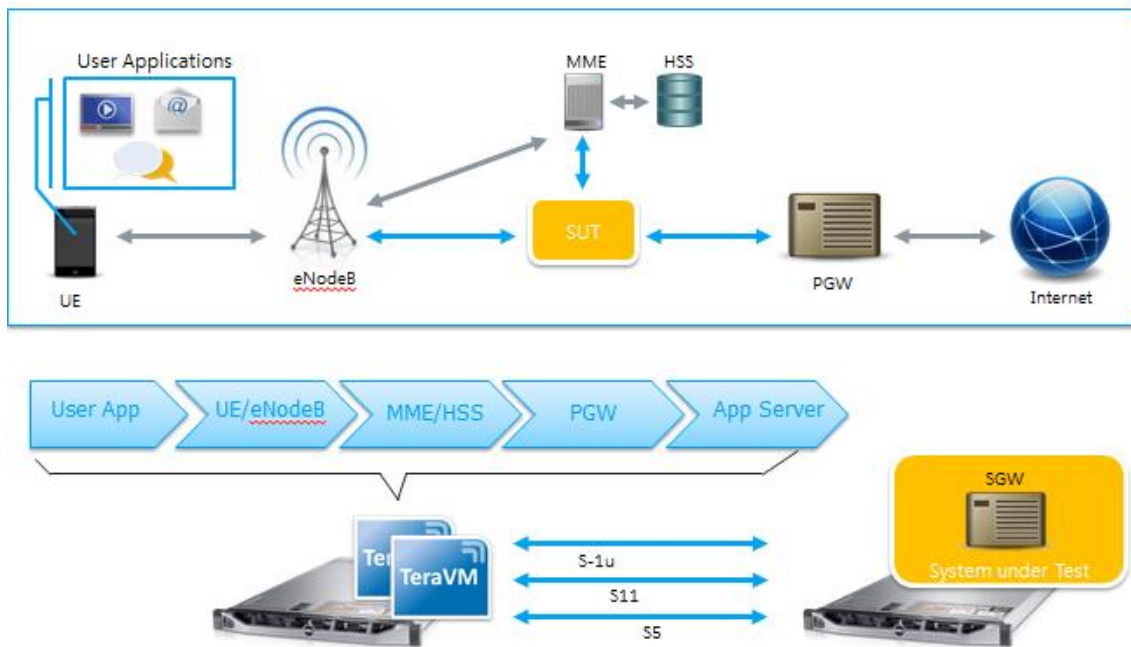 User Applications
MME
HSS
@
SUT
UE
eNodeB
PGW
Internet
User App
UE/eNodeB
MME/HSS
PGW
App Server
SGW
System under Test
TeraVM
S-1u
S11
S5